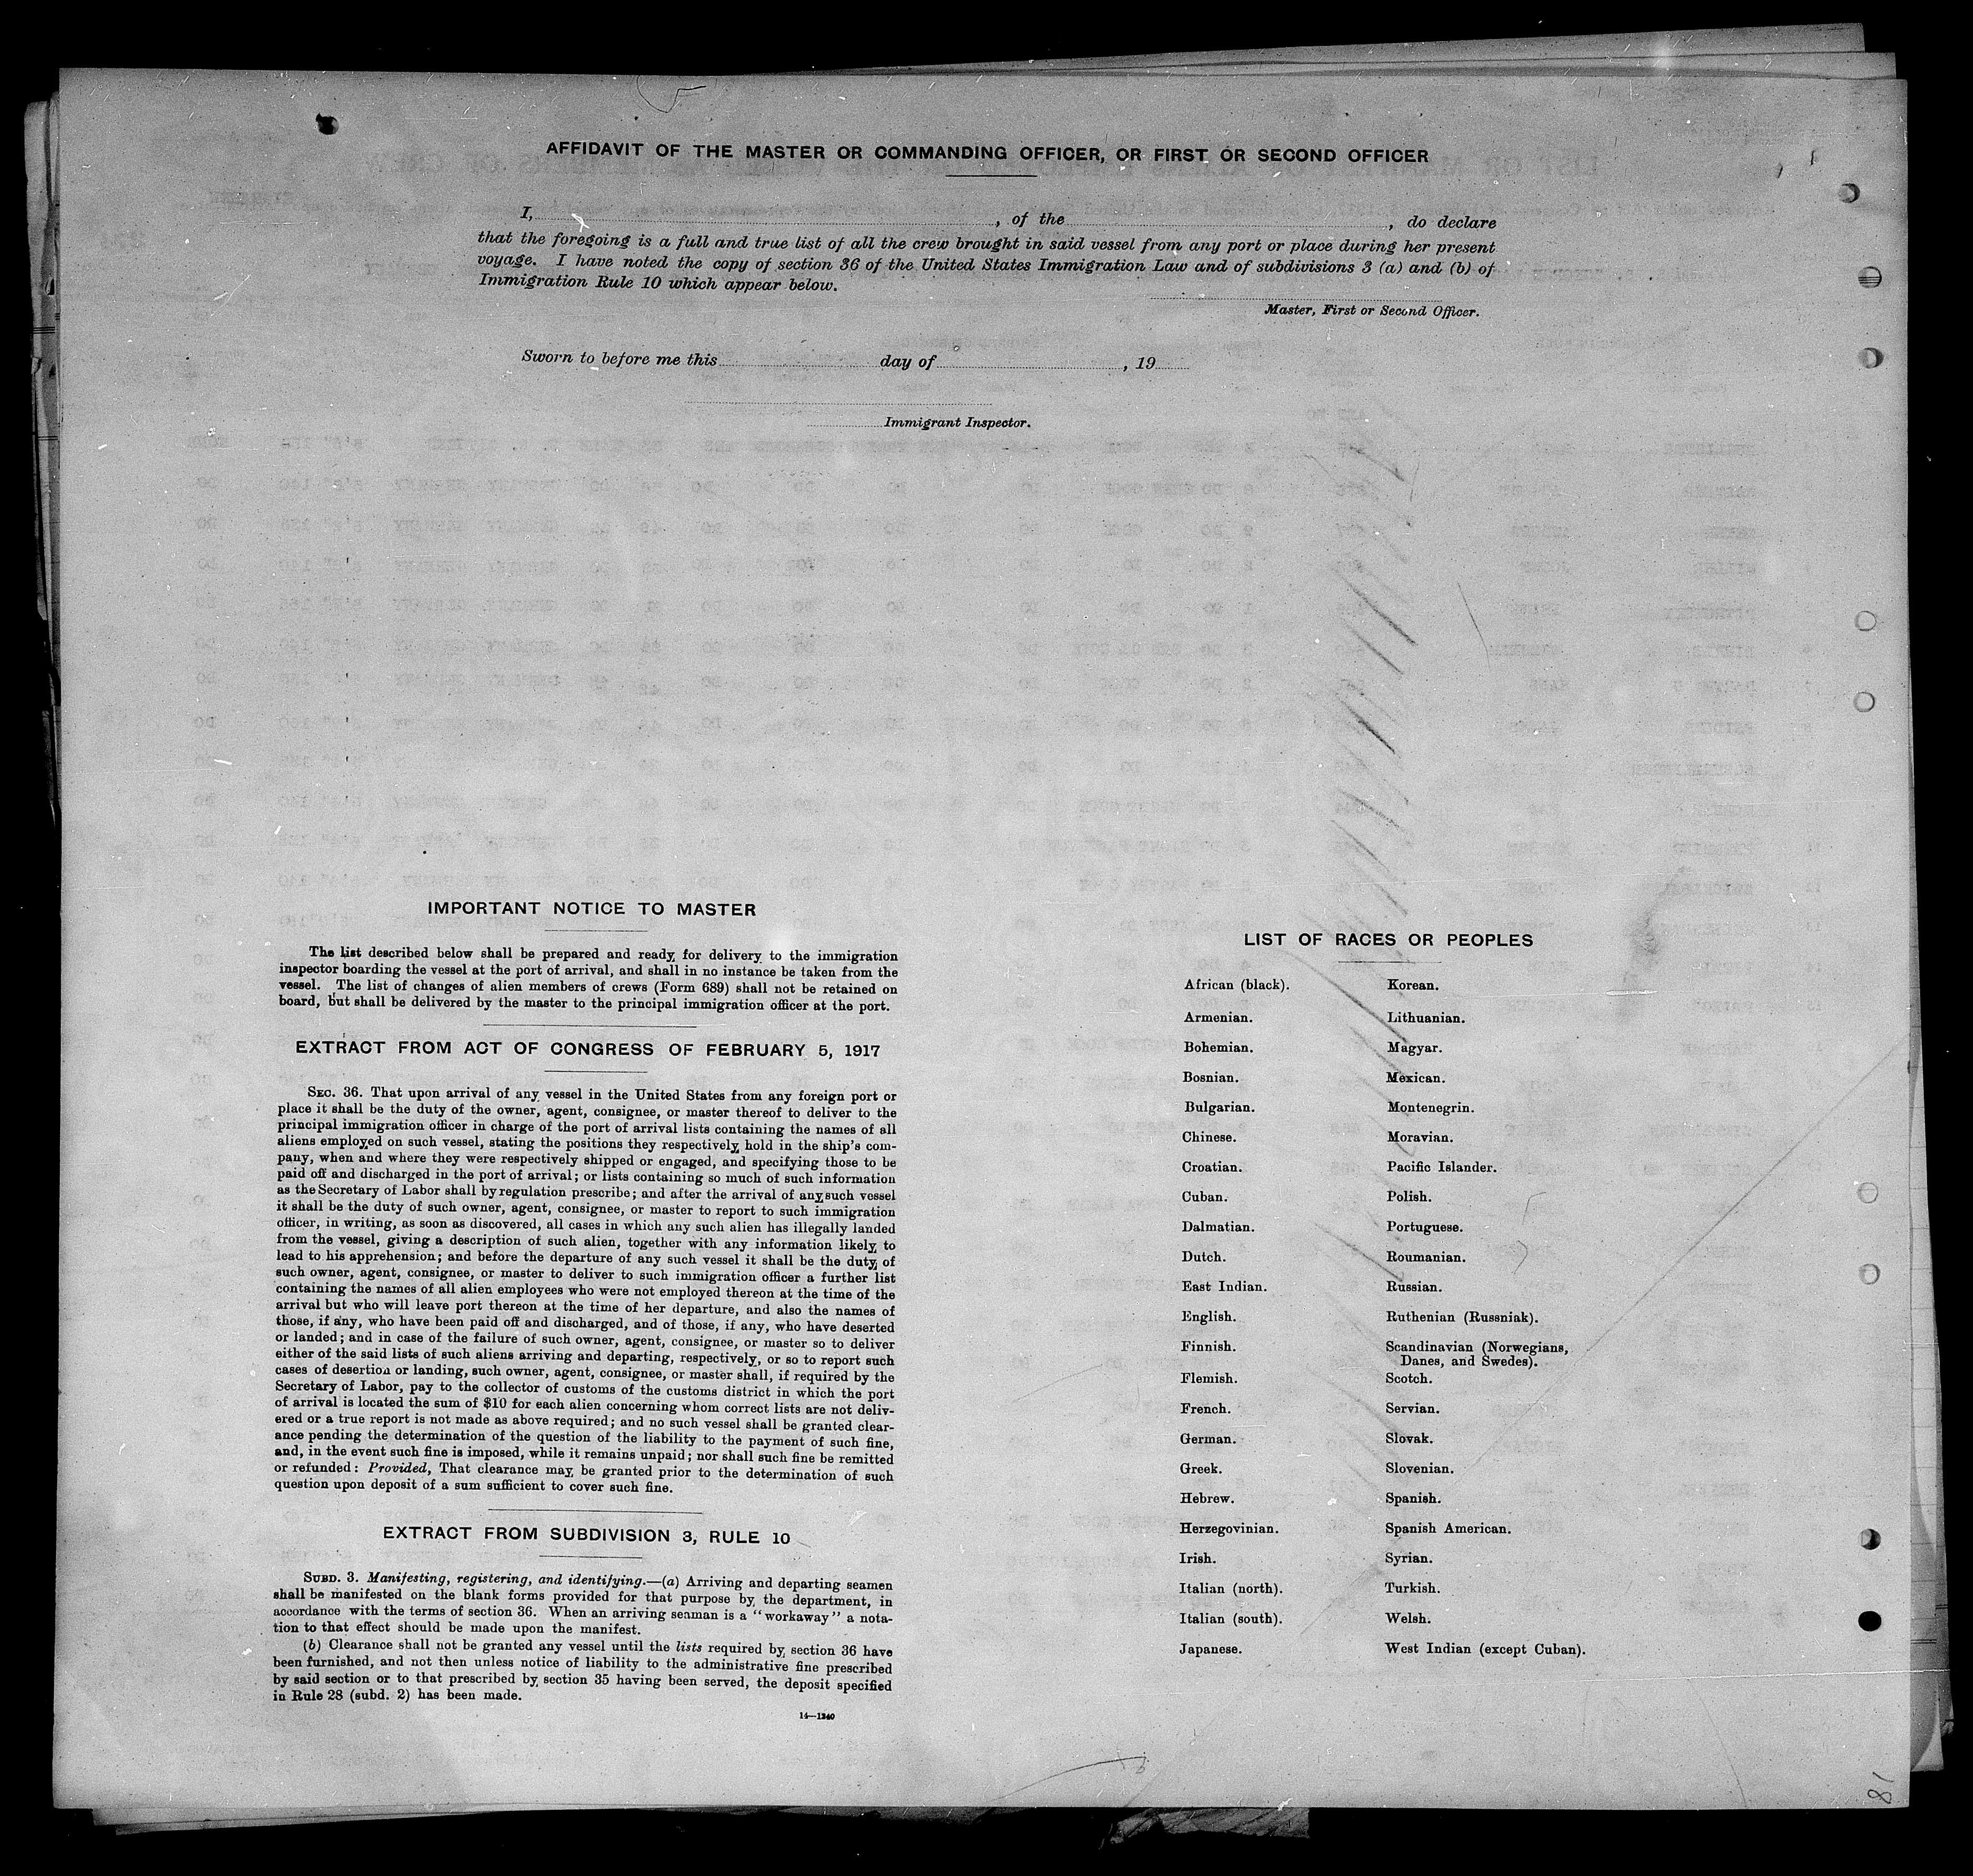 AFFIDAVIT OF THE MASTER OR COMMANDING OFFICER, OR FIRST OR SECOND OFFICER
I, , of the , do declare
that the foregoing is a full and true list of all the crew brought in said vessel from any port or place during her present
voyage. I have noted the copy of section 36 of the United States Immigration Law and of subdivisions 3 (a) and (b) of
Immigration Rule 10 which appear below.
Master, First or Second Officer.
Sworn to before me this day of , 19
Immigrant Inspector.
IMPORTANT NOTICE TO MASTER
The list described below shall be prepared and ready for delivery to the immigration
inspector boarding the vessel at the port of arrival, and shall in no instance be taken from the
vessel. The list of changes of alien members of crews (Form 689) shall not be retained on
board, but shall be delivered by the master to the principal immigration officer at the port.
EXTRACT FROM ACT OF CONGRESS OF FEBRUARY 5, 1917
SEC. 36. That upon arrival of any vessel in the United States from any foreign port or
place it shall be the duty of the owner, agent, consignee, or master thereof to deliver to the
principal immigration officer in charge of the port of arrival lists containing the names of all
aliens employed on such vessel, stating the positions they respectively hold in the ship's com-
pany, when and where they were respectively shipped or engaged, and specifying those to be
paid off and discharged in the port of arrival; or lists containing so much of such information
as the Secretary of Labor shall by regulation prescribe; and after the arrival of any such vessel
it shall be the duty of such owner, agent, consignee, or master to report to such immigration
officer, in writing, as soon as discovered, all cases in which any such alien has illegally landed
from the vessel, giving a description of such alien, together with any information likely to
lead to his apprehension; and before the departure of any such vessel it shall be the duty of
such owner, agent, consignee, or master to deliver to such immigration officer a further list
containing the names of all alien employees who were not employed thereon at the time of the
arrival but who will leave port thereon at the time of her departure, and also the names of
those, if any, who have been paid off and discharged, and of those, if any, who have deserted
or landed; and in case of the failure of such owner, agent, consignee, or master so to deliver
either of the said lists of such aliens arriving and departing, respectively, or so to report such
cases of desertion or landing, such owner, agent, consignee, or master shall, if required by the
Secretary of Labor, pay to the collector of customs of the customs district in which the port
of arrival is located the sum of $10 for each alien concerning whom correct lists are not deliv-
ered or a true report is not made as above required; and no such vessel shall be granted clear-
ance pending the determination of the question of the liability to the payment of such fine,
and, in the event such fine is imposed, while it remains unpaid; nor shall such fine be remitted
or refunded: Provided, That clearance may be granted prior to the determination of such
question upon deposit of a sum sufficient to cover such fine.
EXTRACT FROM SUBDIVISION 3, RULE 10
SUBD. 3. Manifesting, registering, and identifying.—(a) Arriving and departing seamen
shall be manifested on the blank forms provided for that purpose by the department, in
accordance with the terms of section 36. When an arriving seaman is a "workaway" a nota-
tion to that effect should be made upon the manifest.
(b) Clearance shall not be granted any vessel until the lists required by section 36 have
been furnished, and not then unless notice of liability to the administrative fine prescribed
by said section or to that prescribed by section 35 having been served, the deposit specified
in Rule 28 (subd. 2) has been made.
14—1240
LIST OF RACES OR PEOPLES
African (black).
Armenian.
Bohemian.
Bosnian.
Bulgarian.
Chinese.
Croatian.
Cuban.
Dalmatian.
Dutch.
East Indian.
English.
Finnish.
Flemish.
French.
German.
Greek.
Hebrew.
Herzegovinian.
Irish.
Italian (north).
Italian (south).
Japanese.
Korean.
Lithuanian.
Magyar.
Mexican.
Montenegrin.
Moravian.
Pacific Islander.
Polish.
Portuguese.
Roumanian.
Russian.
Ruthenian (Russniak).
Scandinavian (Norwegians,
Danes, and Swedes).
Scotch.
Servian.
Slovak.
Slovenian.
Spanish.
Spanish American.
Syrian.
Turkish.
Welsh.
West Indian (except Cuban).
81